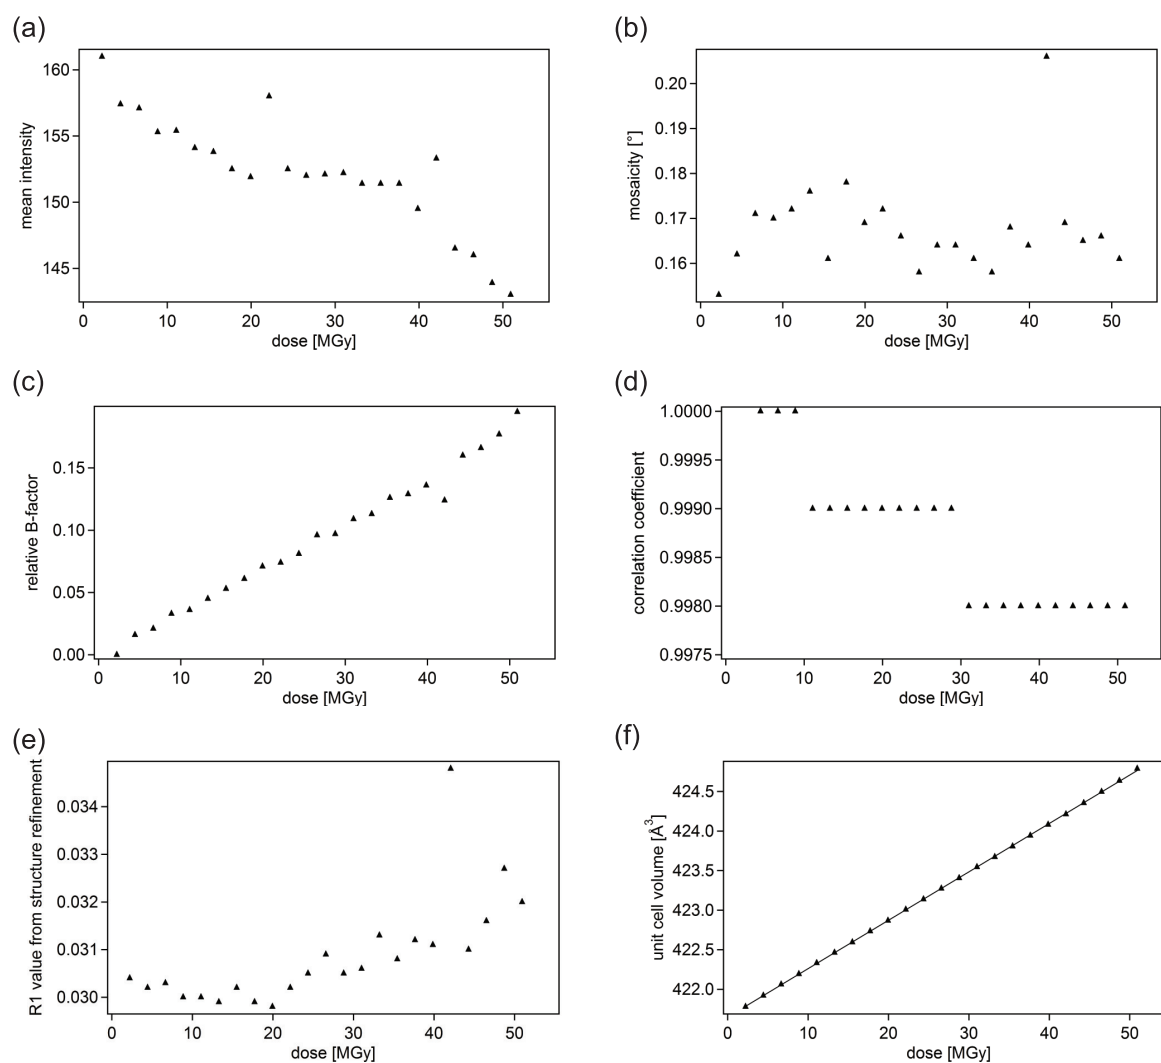 (a)
160
155
150
145
mean intensity
0 10 20 30 40 50
dose [MGy]
(b)
0.20
0.19
0.18
0.17
0.16
mosaicity [°]
0 10 20 30 40 50
dose [MGy]
(c)
0.15
0.10
0.05
0.00
relative B-factor
0 10 20 30 40 50
dose [MGy]
(d)
1.0000
0.9995
0.9990
0.9985
0.9980
0.9975
correlation coefficient
0 10 20 30 40 50
dose [MGy]
(e)
0.034
0.033
0.032
0.031
0.030
R1 value from structure refinement
0 10 20 30 40 50
dose [MGy]
(f)
424.5
424.0
423.5
423.0
422.5
422.0
unit cell volume [Å³]
0 10 20 30 40 50
dose [MGy]